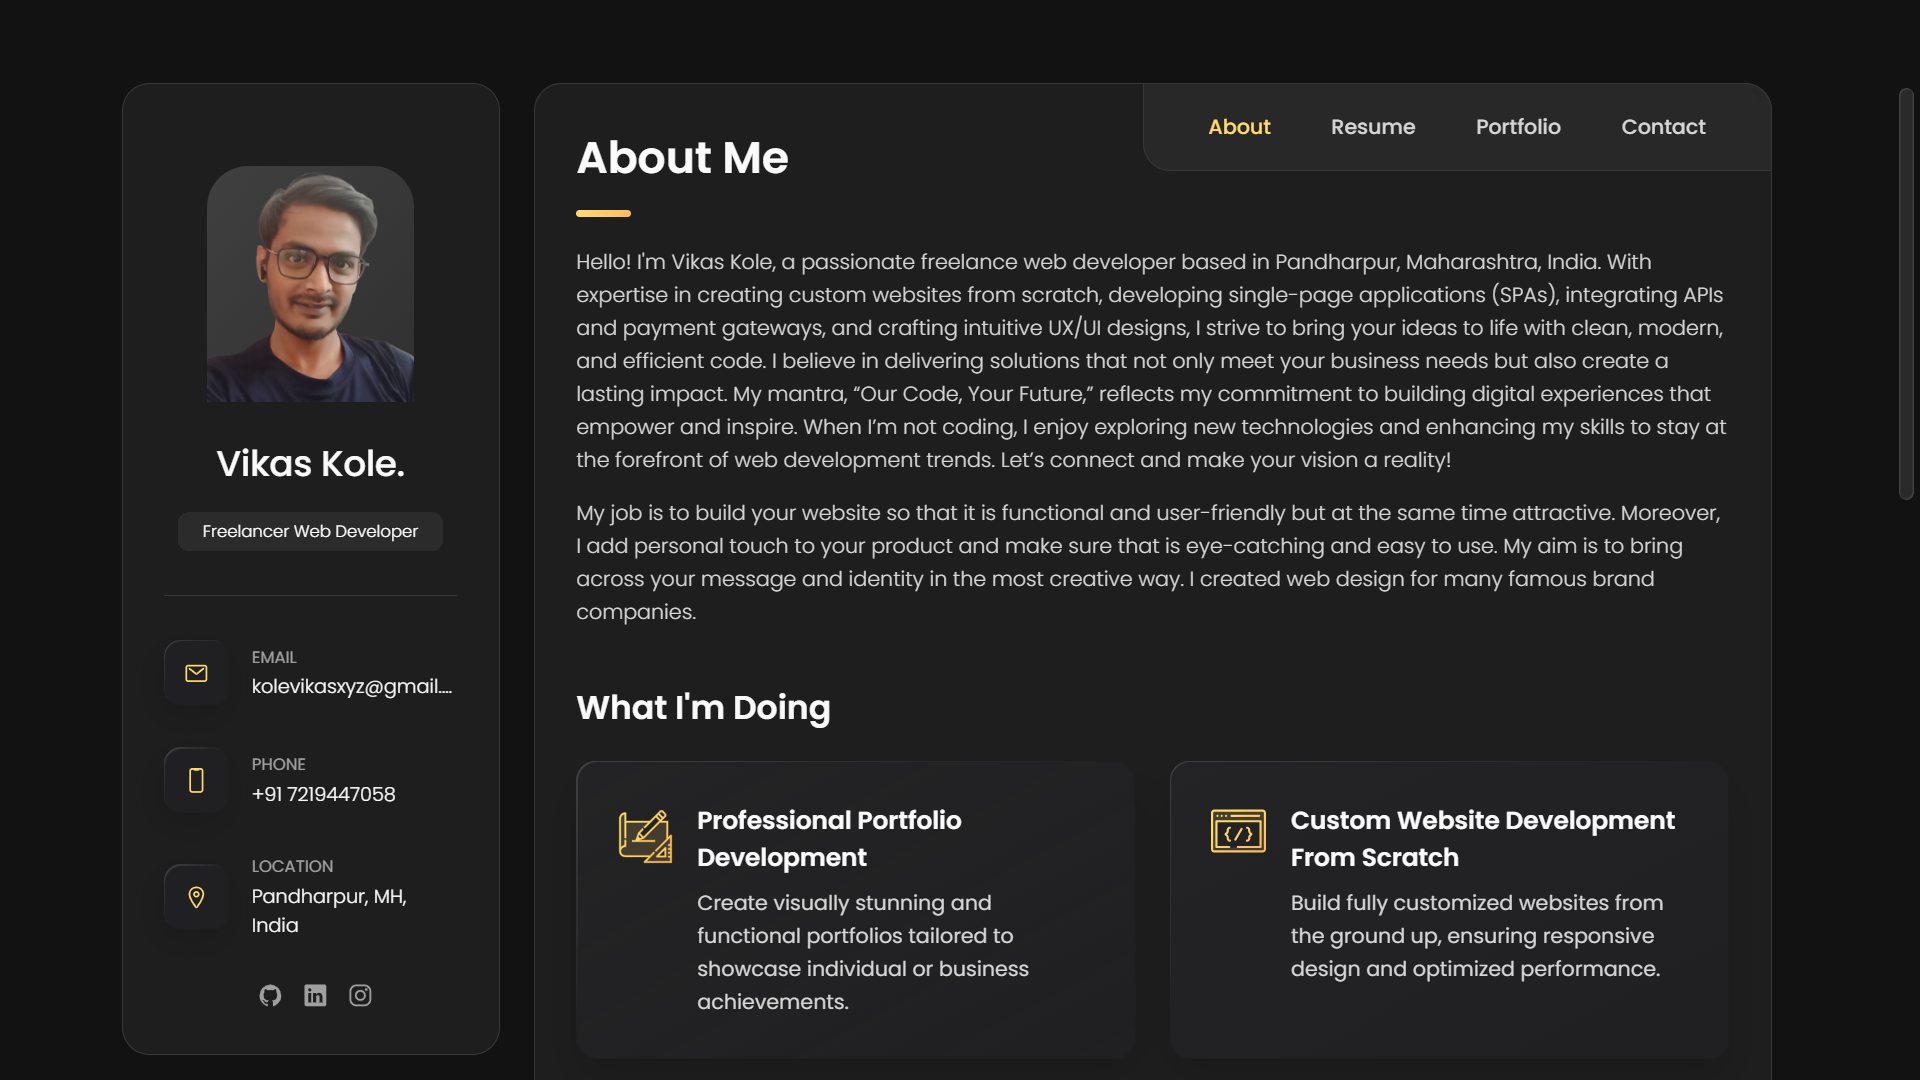 Vikas Kole.
Freelancer Web Developer
EMAIL
kolevikasxyz@gmail....
PHONE
+91 7219447058
LOCATION
Pandharpur, MH,
India
About
Resume
Portfolio
Contact
About Me
Hello! I'm Vikas Kole, a passionate freelance web developer based in Pandharpur, Maharashtra, India. With
expertise in creating custom websites from scratch, developing single-page applications (SPAs), integrating APIs
and payment gateways, and crafting intuitive UX/UI designs, I strive to bring your ideas to life with clean, modern,
and efficient code. I believe in delivering solutions that not only meet your business needs but also create a
lasting impact. My mantra, “Our Code, Your Future,” reflects my commitment to building digital experiences that
empower and inspire. When I’m not coding, I enjoy exploring new technologies and enhancing my skills to stay at
the forefront of web development trends. Let’s connect and make your vision a reality!
My job is to build your website so that it is functional and user-friendly but at the same time attractive. Moreover,
I add personal touch to your product and make sure that is eye-catching and easy to use. My aim is to bring
across your message and identity in the most creative way. I created web design for many famous brand
companies.
What I'm Doing
Professional Portfolio
Development
Create visually stunning and
functional portfolios tailored to
showcase individual or business
achievements.
Custom Website Development
From Scratch
Build fully customized websites from
the ground up, ensuring responsive
design and optimized performance.